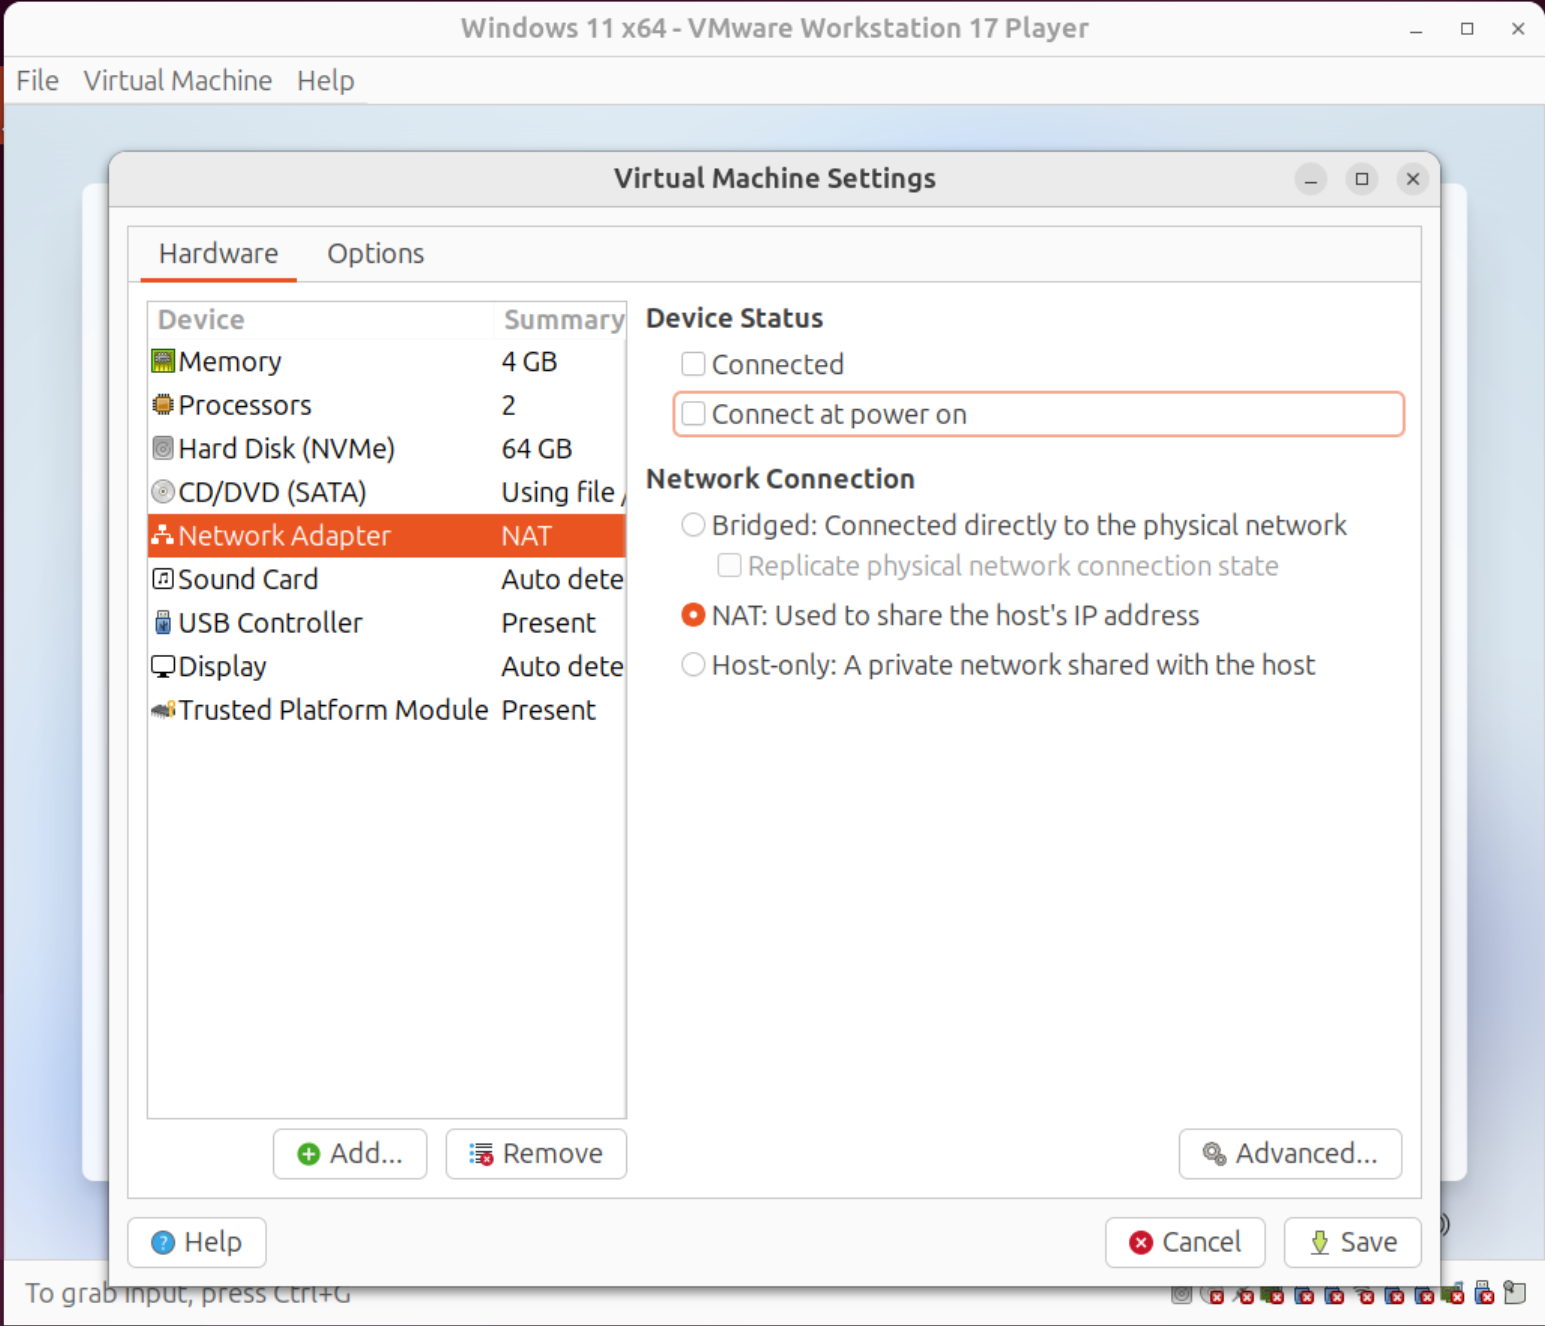 Windows 11 x64 - VMware Workstation 17 Player
File Virtual Machine Help
Virtual Machine Settings
Hardware Options
Device Summary
Memory 4 GB
Processors 2
Hard Disk (NVMe) 64 GB
CD/DVD (SATA) Using file /
Network Adapter NAT
Sound Card Auto dete
USB Controller Present
Display Auto dete
Trusted Platform Module Present
Device Status
Connected
Connect at power on
Network Connection
Bridged: Connected directly to the physical network
Replicate physical network connection state
NAT: Used to share the host's IP address
Host-only: A private network shared with the host
Add... Remove
Advanced...
Help
Cancel Save
To grab input, press Ctrl+G